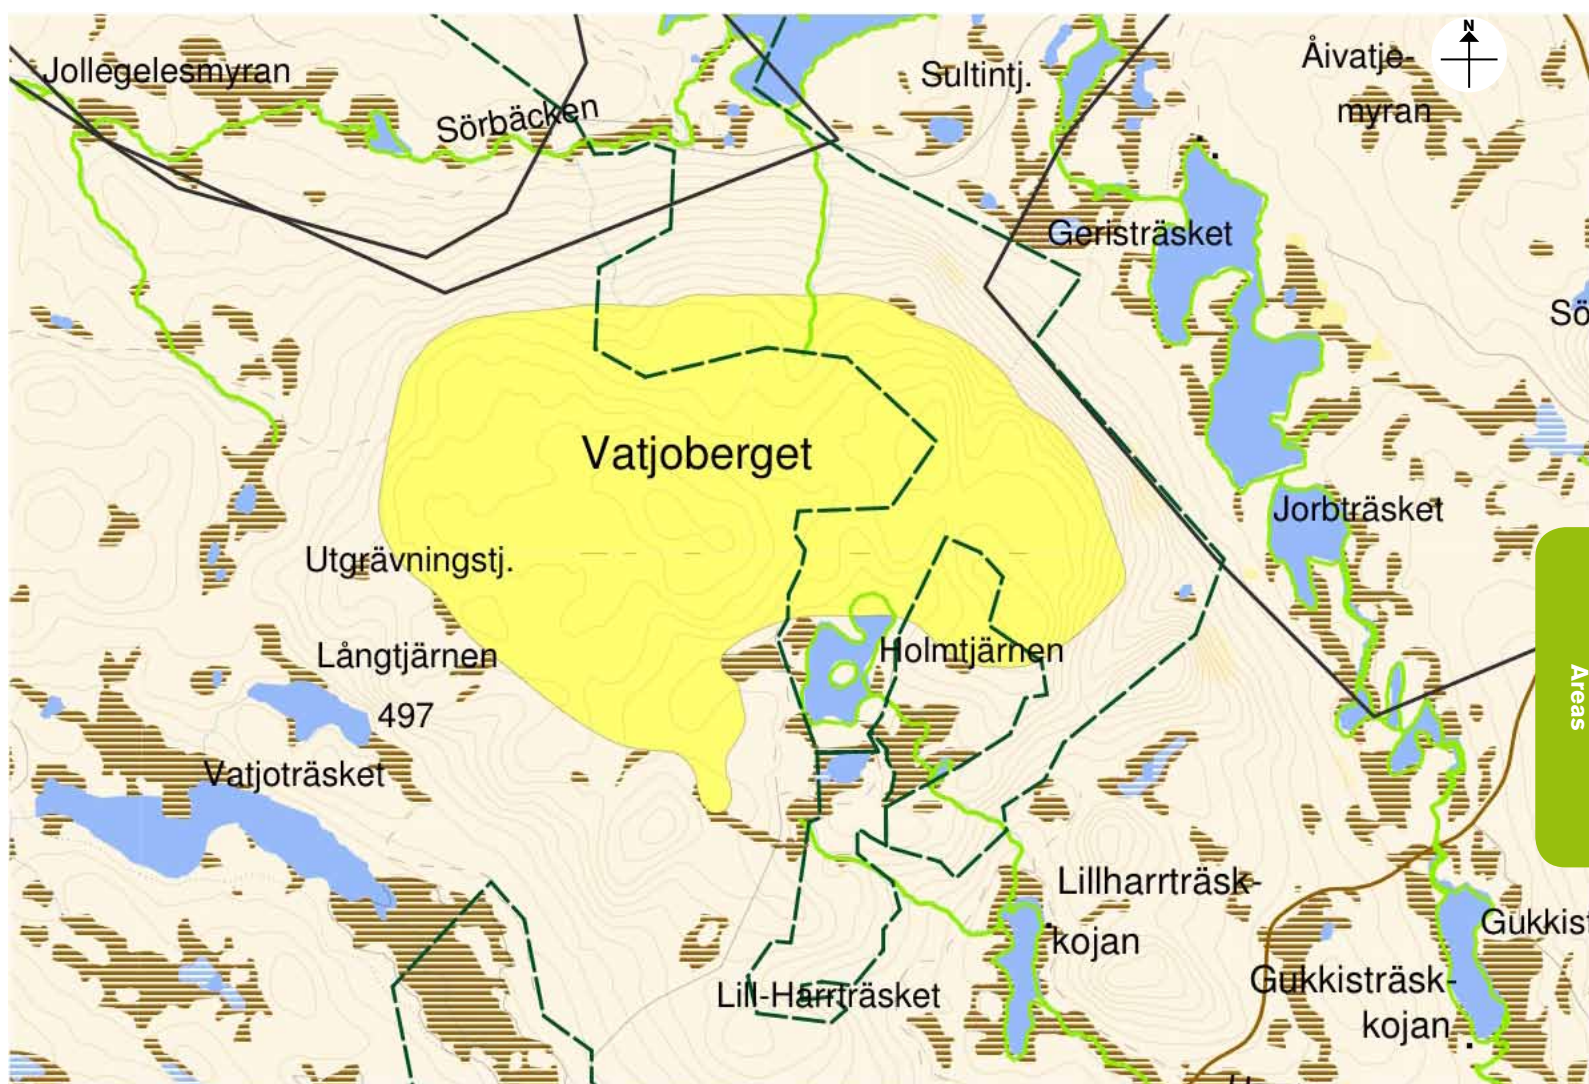 N
Jollegelesmyran
Sörbäcken
Sultintj.
Åivatje-
myran
Geristräsket
Sö
Vatjoberget
Jorbträsket
Utgrävningstj.
Långtjärnen
497
Holmtjärnen
Vatjoträsket
Areas
Lillharrträsk-
kojan
Gukkist
Lill-Harrträsket
Gukkisträsk-
kojan